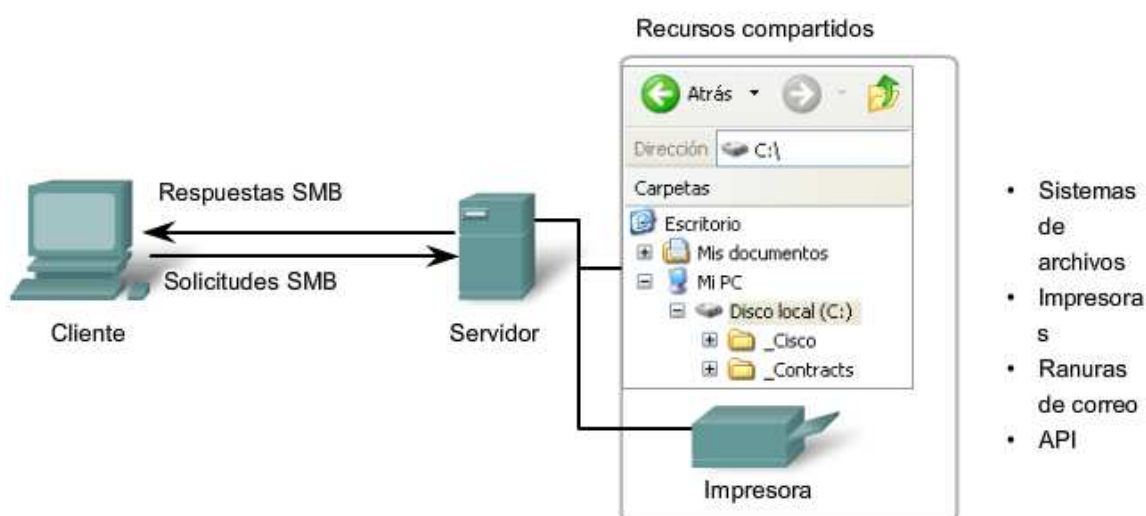 Recursos compartidos
Atrás
Dirección C:\
Carpetas
Escritorio
Mis documentos
Mi PC
Disco local (C:)
_Cisco
_Contracts
Impresora
Respuestas SMB
Solicitudes SMB
Cliente
Servidor
• Sistemas
de
archivos
• Impresora
s
• Ranuras
de correo
• API